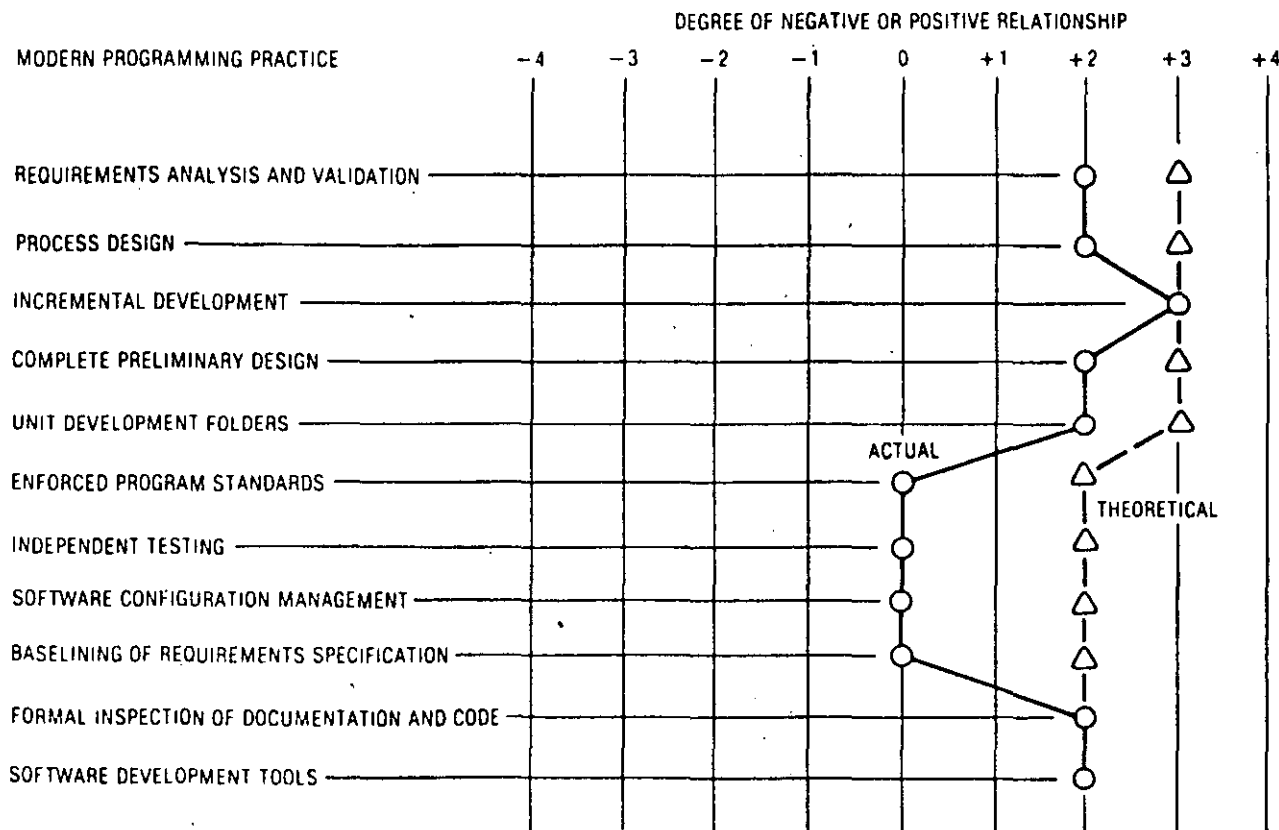 DEGREE OF NEGATIVE OR POSITIVE RELATIONSHIP
MODERN PROGRAMMING PRACTICE -4 -3 -2 -1 0 +1 +2 +3 +4
REQUIREMENTS ANALYSIS AND VALIDATION
PROCESS DESIGN
INCREMENTAL DEVELOPMENT
COMPLETE PRELIMINARY DESIGN
UNIT DEVELOPMENT FOLDERS
ACTUAL
ENFORCED PROGRAM STANDARDS
THEORETICAL
INDEPENDENT TESTING
SOFTWARE CONFIGURATION MANAGEMENT
BASELINING OF REQUIREMENTS SPECIFICATION
FORMAL INSPECTION OF DOCUMENTATION AND CODE
SOFTWARE DEVELOPMENT TOOLS